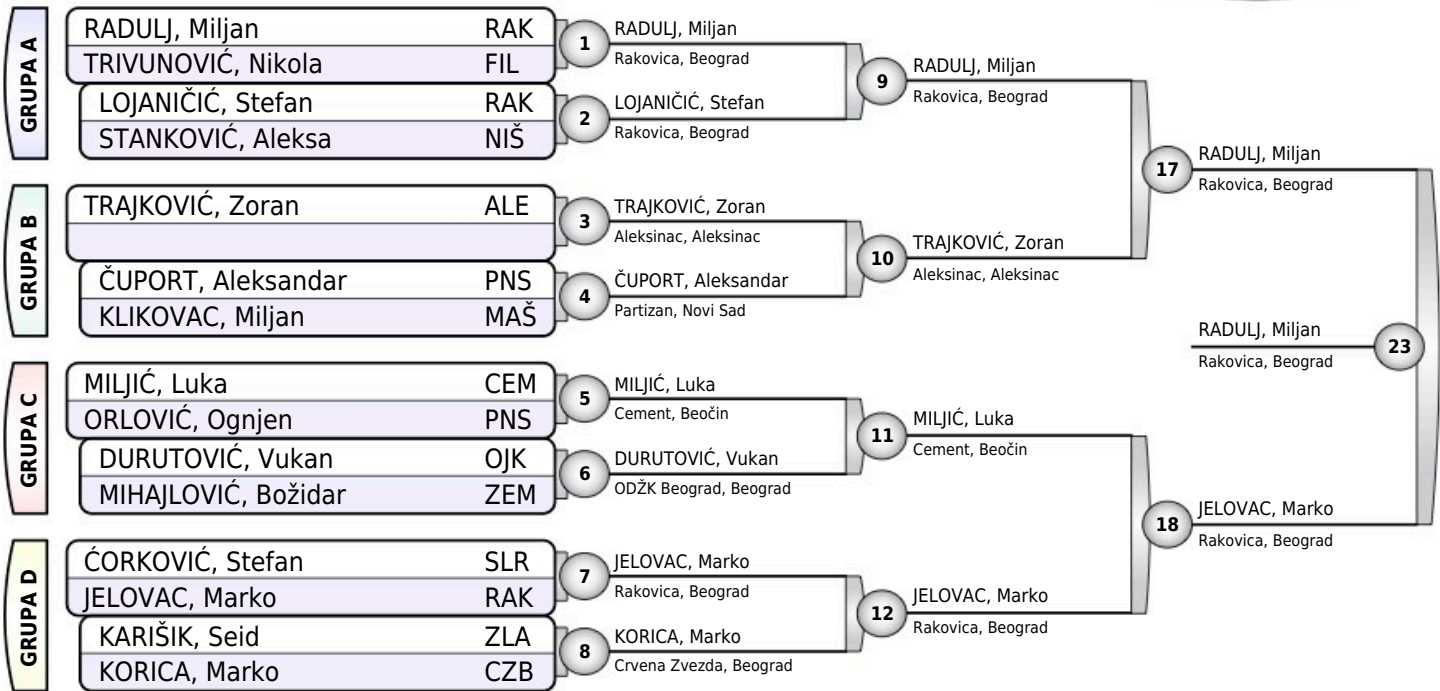 GRUPA A
RADULJ, Miljan RAK
TRIVUNOVIĆ, Nikola FIL
LOJANIČIĆ, Stefan RAK
STANKOVIĆ, Aleksa NIŠ
GRUPA B
TRAJKOVIĆ, Zoran ALE
ČUPORT, Aleksandar PNS
KLIKOVAC, Miljan MAŠ
GRUPA C
MILJIĆ, Luka CEM
ORLOVIĆ, Ognjen PNS
DURUTOVIĆ, Vukan OJK
MIHAJLOVIĆ, Božidar ZEM
GRUPA D
ĆORKOVIĆ, Stefan SLR
JELOVAC, Marko RAK
KARIŠIK, Seid ZLA
KORICA, Marko CZB
1
RADULJ, Miljan
Rakovica, Beograd
2
LOJANIČIĆ, Stefan
Rakovica, Beograd
3
TRAJKOVIĆ, Zoran
Aleksinac, Aleksinac
4
ČUPORT, Aleksandar
Partizan, Novi Sad
5
MILJIĆ, Luka
Cement, Beočin
6
DURUTOVIĆ, Vukan
ODŽK Beograd, Beograd
7
JELOVAC, Marko
Rakovica, Beograd
8
KORICA, Marko
Crvena Zvezda, Beograd
9
RADULJ, Miljan
Rakovica, Beograd
10
TRAJKOVIĆ, Zoran
Aleksinac, Aleksinac
11
MILJIĆ, Luka
Cement, Beočin
12
JELOVAC, Marko
Rakovica, Beograd
17
RADULJ, Miljan
Rakovica, Beograd
18
JELOVAC, Marko
Rakovica, Beograd
RADULJ, Miljan
Rakovica, Beograd
23